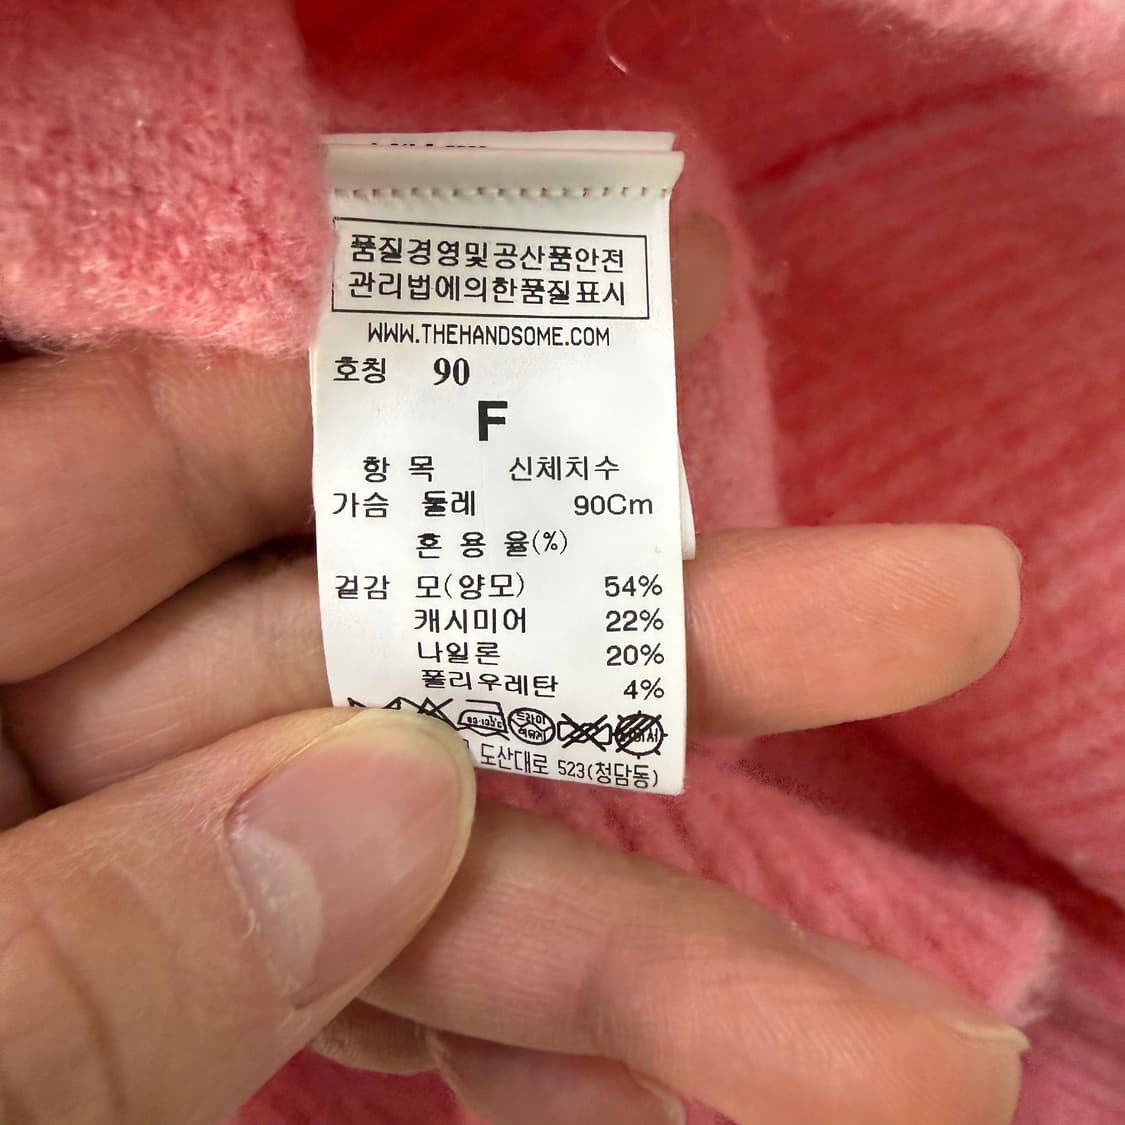 품질경영및공산품안전
관리법에의한품질표시
WWW.THEHANDSOME.COM
호칭 90
F
항 목 신체치수
가슴 둘레 90Cm
혼 용 율(%)
겉감 모(양모) 54%
캐시미어 22%
나일론 20%
폴리우레탄 4%
드라이
도산대로 523(청담동)